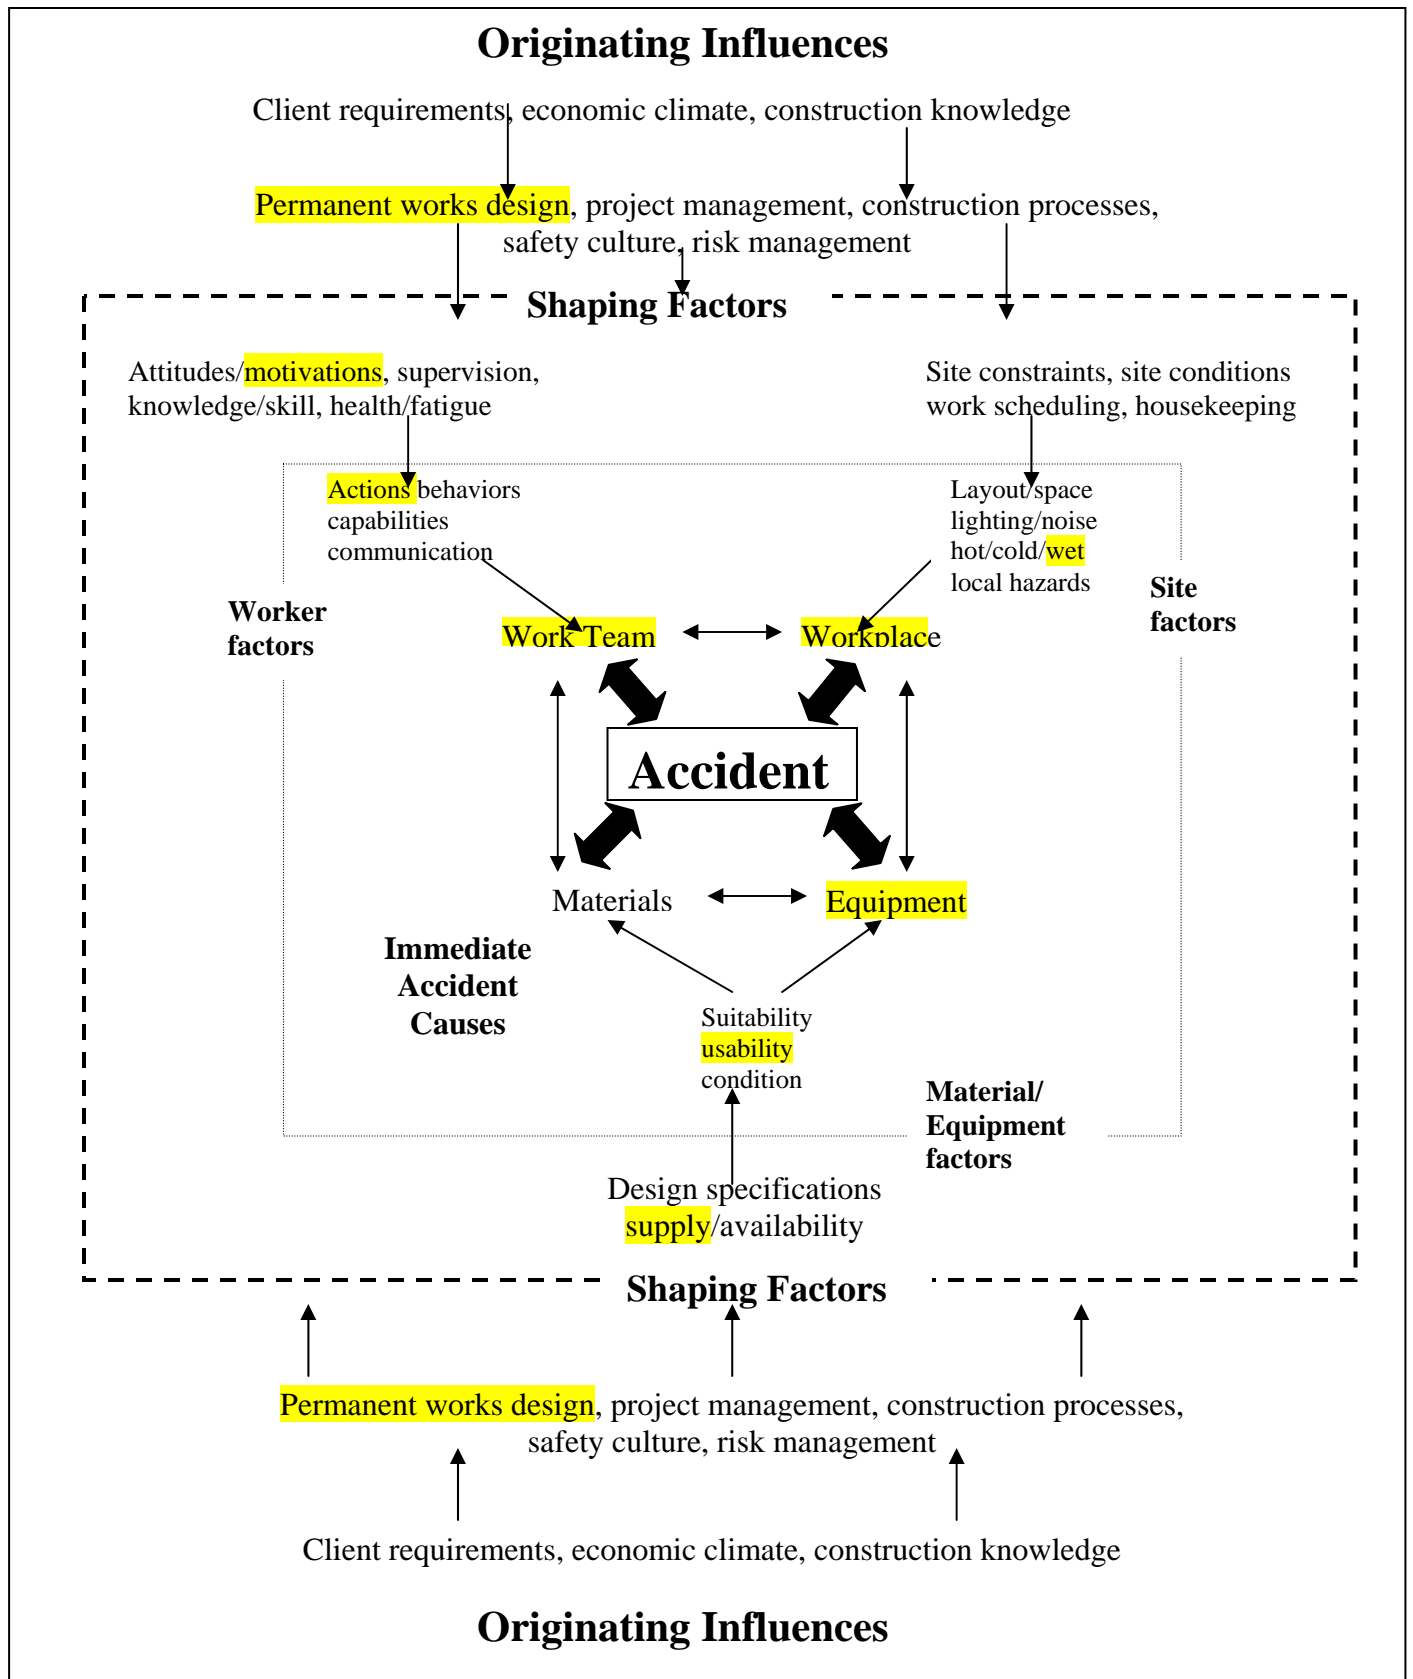 Originating Influences
Client requirements, economic climate, construction knowledge
Permanent works design, project management, construction processes,
safety culture, risk management
Shaping Factors
Attitudes/motivations, supervision,
knowledge/skill, health/fatigue
Site constraints, site conditions
work scheduling, housekeeping
Actions behaviors
capabilities
communication
Layout/space
lighting/noise
hot/cold/wet
local hazards
Worker
factors
Site
factors
Work Team
Workplace
Accident
Materials
Equipment
Immediate
Accident
Causes
Suitability
usability
condition
Material/
Equipment
factors
Design specifications
supply/availability
Shaping Factors
Permanent works design, project management, construction processes,
safety culture, risk management
Client requirements, economic climate, construction knowledge
Originating Influences